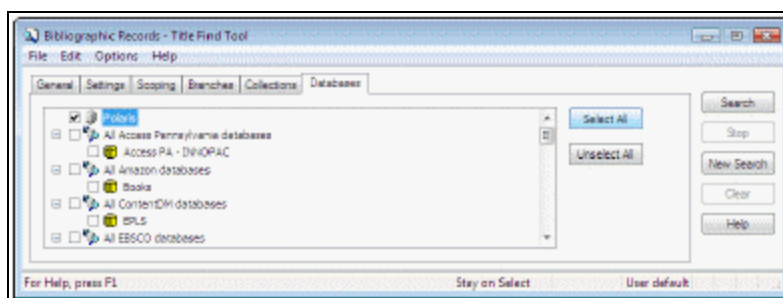 Bibliographic Records - Title Find Tool
File Edit Options Help
General Settings Scoping Branches Collections Databases
Polaris
All Access Pennsylvania databases
Access PA - INNOPAC
All Amazon databases
Books
All ContentDM databases
EPLS
All EBSCO databases
Select All
Unselect All
Search
Stop
New Search
Clear
Help
For Help, press F1 Stay on Select User default